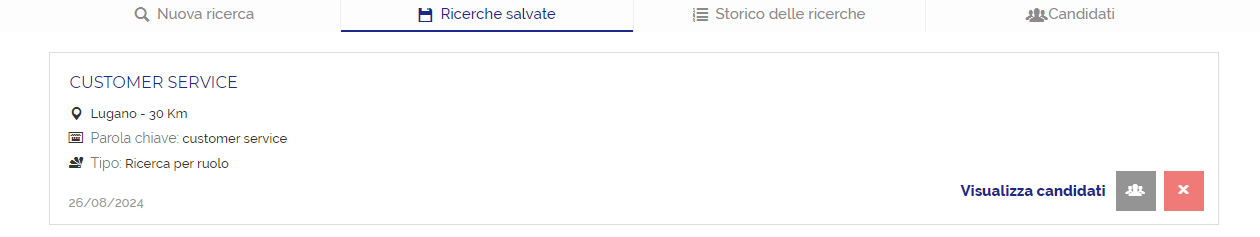 Nuova ricerca
Ricerche salvate
Storico delle ricerche
Candidati
CUSTOMER SERVICE
Lugano - 30 Km
Parola chiave: customer service
Tipo: Ricerca per ruolo
Visualizza candidati
26/08/2024